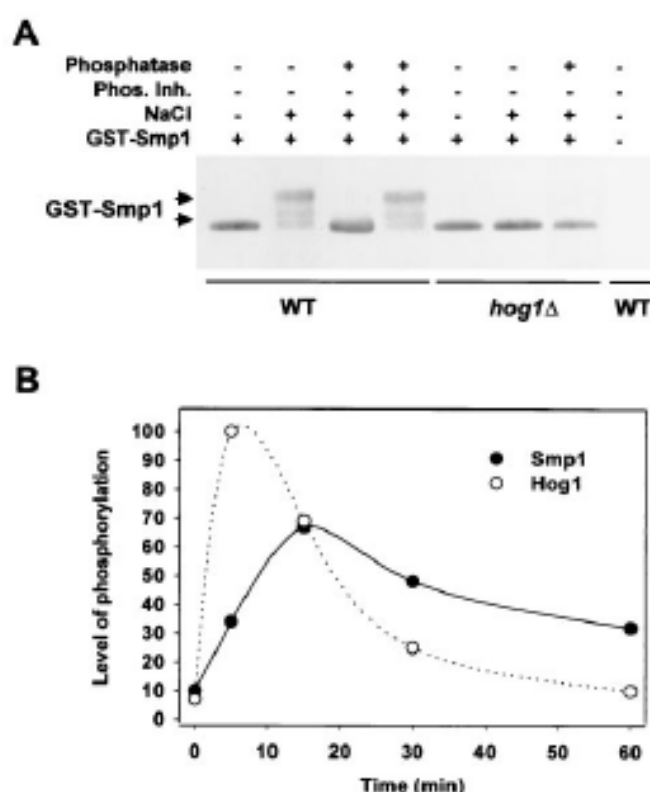 A
Phosphatase - - + + - - + -
Phos. Inh. - - - + - - - -
NaCl - + + + - + + -
GST-Smp1 + + + + + + + -
GST-Smp1
WT hog1Δ WT
B
Level of phosphorylation
100
90
80
70
60
50
40
30
20
10
0
Smp1
Hog1
0 10 20 30 40 50 60
Time (min)